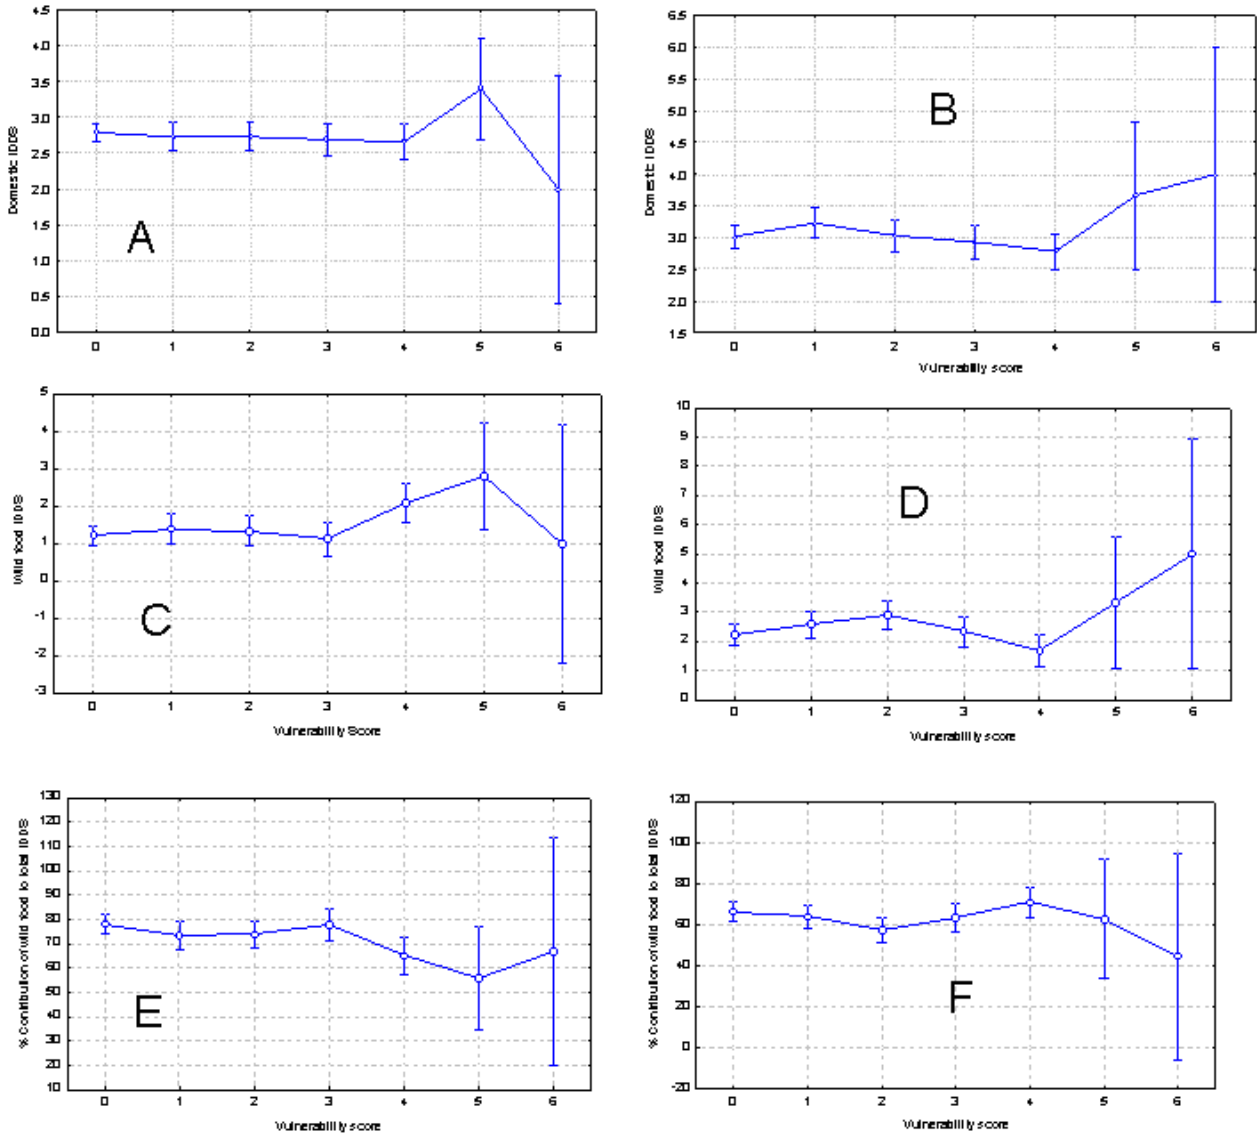 4.5
4.0
3.5
3.0
2.5
2.0
1.5
1.0
0.5
0.0
Domestic IDDS
A
0 1 2 3 4 5 6
6.5
6.0
5.5
5.0
4.5
4.0
3.5
3.0
2.5
2.0
1.5
Domestic IDDS
B
0 1 2 3 4 5 6
Vulnerability score
5
4
3
2
1
0
-1
-2
-3
Wild food IDDS
C
0 1 2 3 4 5 6
Vulnerability Score
10
9
8
7
6
5
4
3
2
1
0
Wild food IDDS
D
0 1 2 3 4 5 6
Vulnerability score
130
120
110
100
90
80
70
60
50
40
30
20
10
% Contribution of wild food to total IDDS
E
0 1 2 3 4 5 6
Vulnerability score
120
100
80
60
40
20
0
-20
% Contribution of wild food to total IDDS
F
0 1 2 3 4 5 6
Vulnerability score